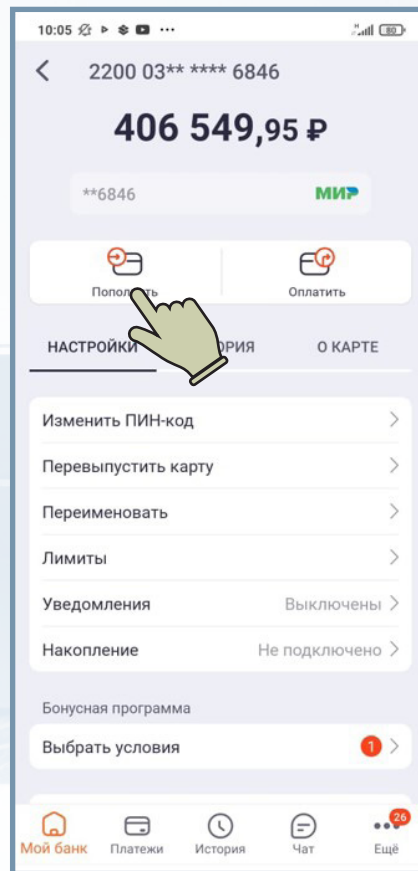 10:05
80
2200 03** **** 6846
406 549,95 ₽
**6846 МИР
Оплатить
НАСТРОЙКИ О КАРТЕ
Изменить ПИН-код
Перевыпустить карту
Переименовать
Лимиты
Уведомления Выключены
Накопление Не подключено
Бонусная программа
Выбрать условия 1
26
Мой банк Платежи История Чат Ещё